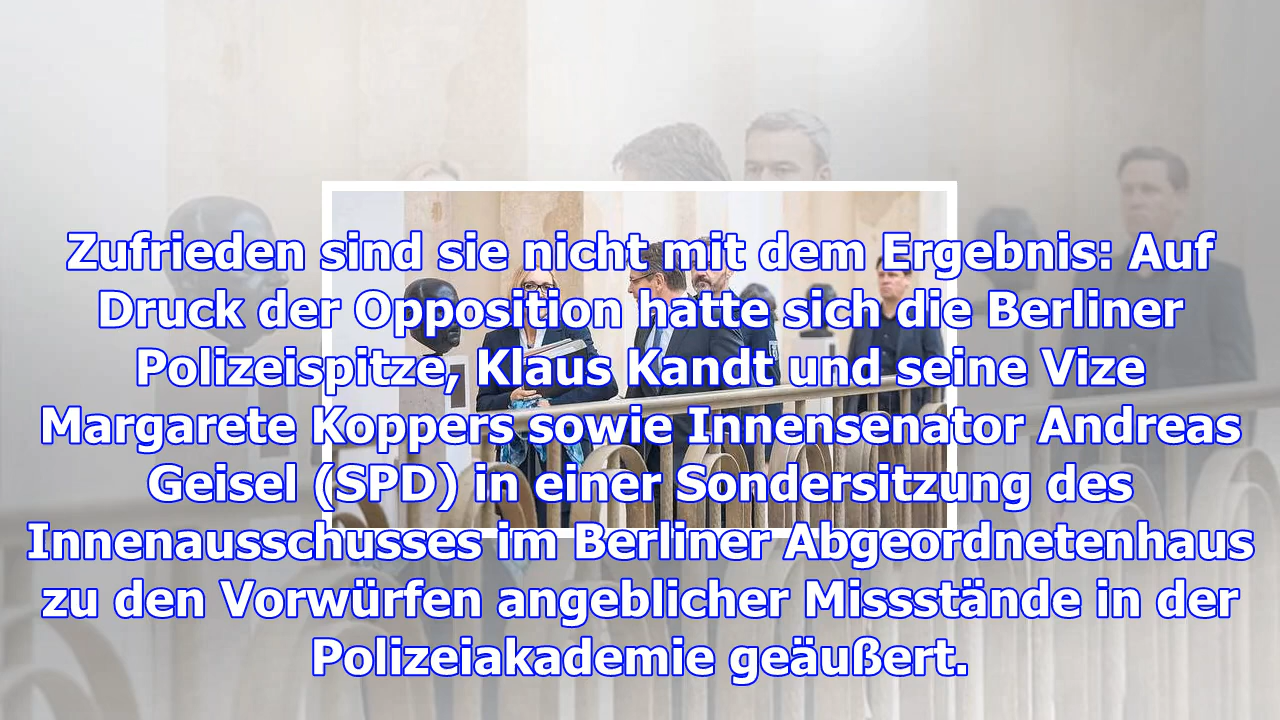 Zufrieden sind sie nicht mit dem Ergebnis: Auf
Druck der Opposition hatte sich die Berliner
Polizeispitze, Klaus Kandt und seine Vize
Margarete Koppers sowie Innensenator Andreas
Geisel (SPD) in einer Sondersitzung des
Innenausschusses im Berliner Abgeordnetenhaus
zu den Vorwürfen angeblicher Missstände in der
Polizeiakademie geäußert.